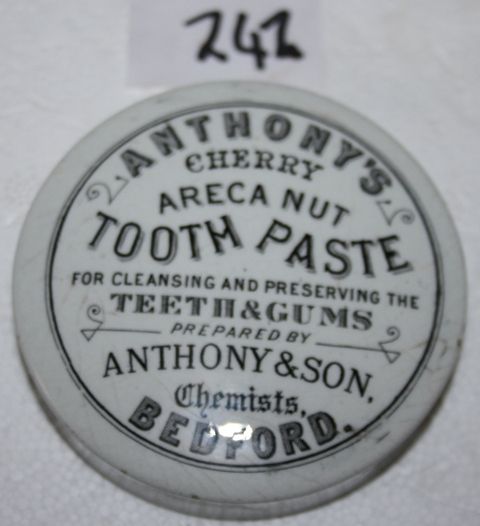 242
ANTHONY'S
CHERRY
ARECA NUT
TOOTH PASTE
FOR CLEANSING AND PRESERVING THE
TEETH & GUMS
PREPARED BY
ANTHONY & SON,
Chemists,
BEDFORD.